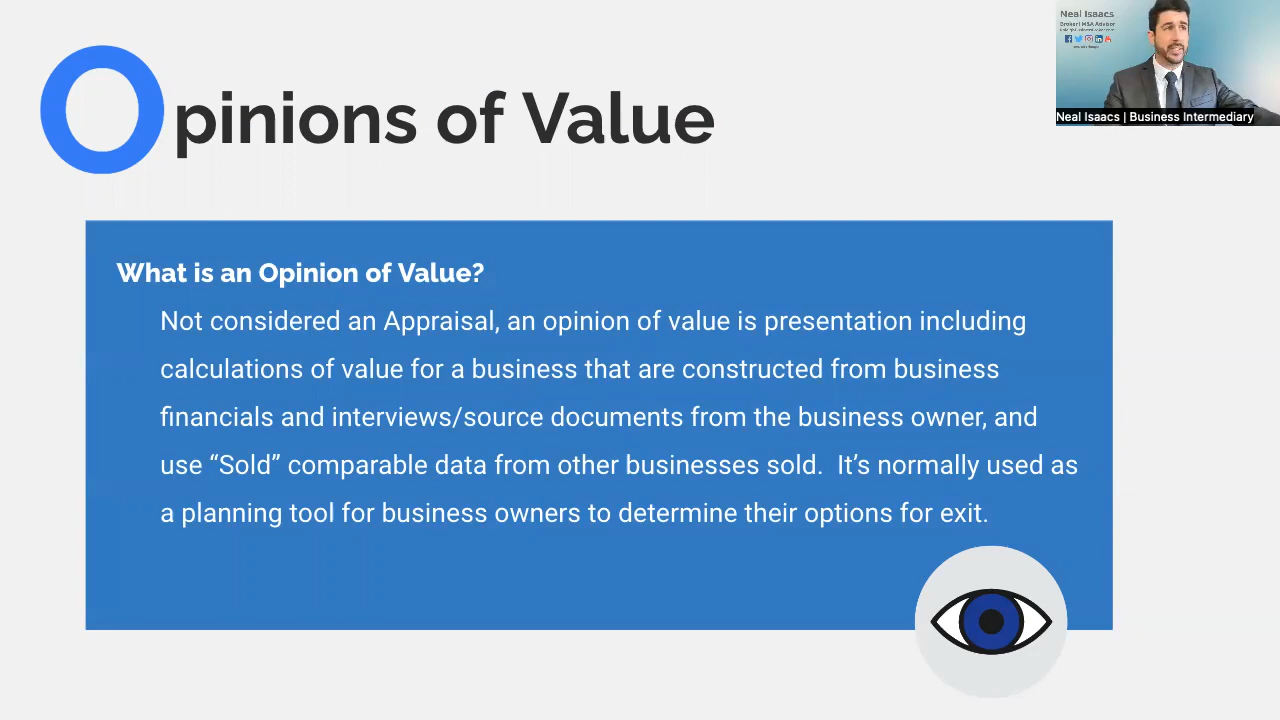 Opinions of Value
Neal Isaacs
Broker | M&A Advisor
Neal Isaacs | Business Intermediary
What is an Opinion of Value?
Not considered an Appraisal, an opinion of value is presentation including
calculations of value for a business that are constructed from business
financials and interviews/source documents from the business owner, and
use “Sold” comparable data from other businesses sold.  It’s normally used as
a planning tool for business owners to determine their options for exit.